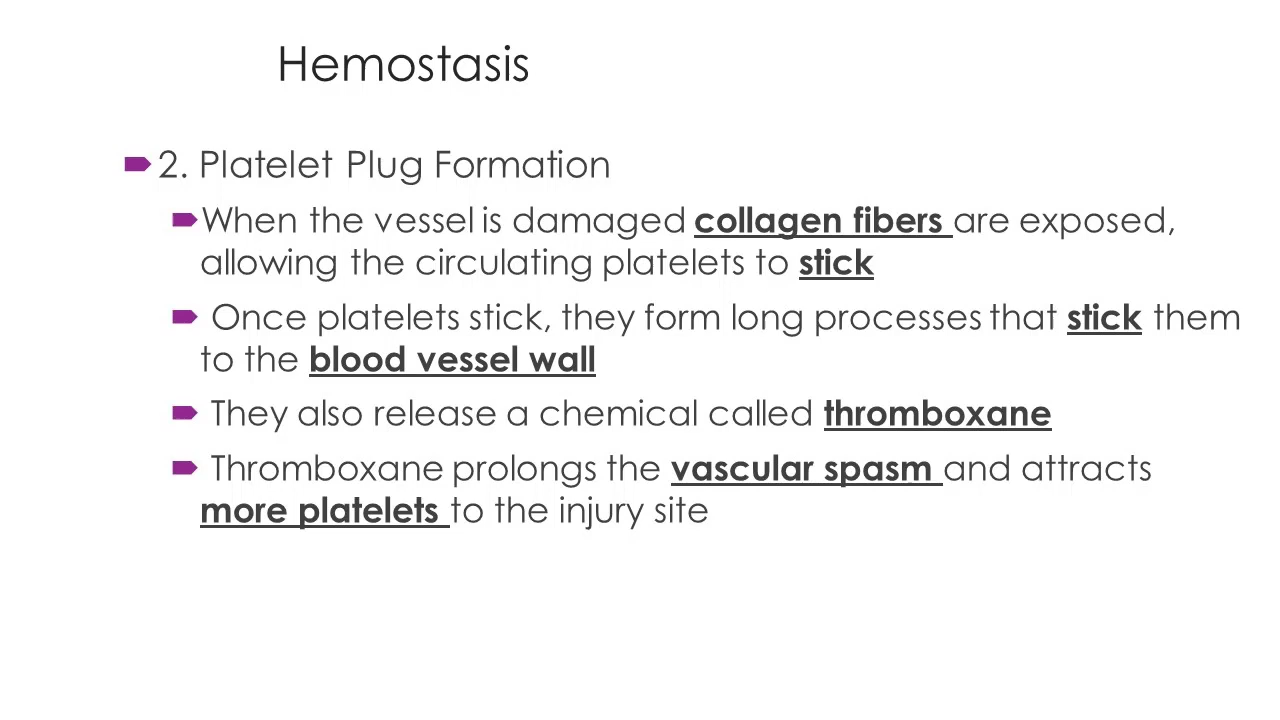 Hemostasis
2. Platelet Plug Formation
When the vessel is damaged collagen fibers are exposed,
allowing the circulating platelets to stick
Once platelets stick, they form long processes that stick them
to the blood vessel wall
They also release a chemical called thromboxane
Thromboxane prolongs the vascular spasm and attracts
more platelets to the injury site